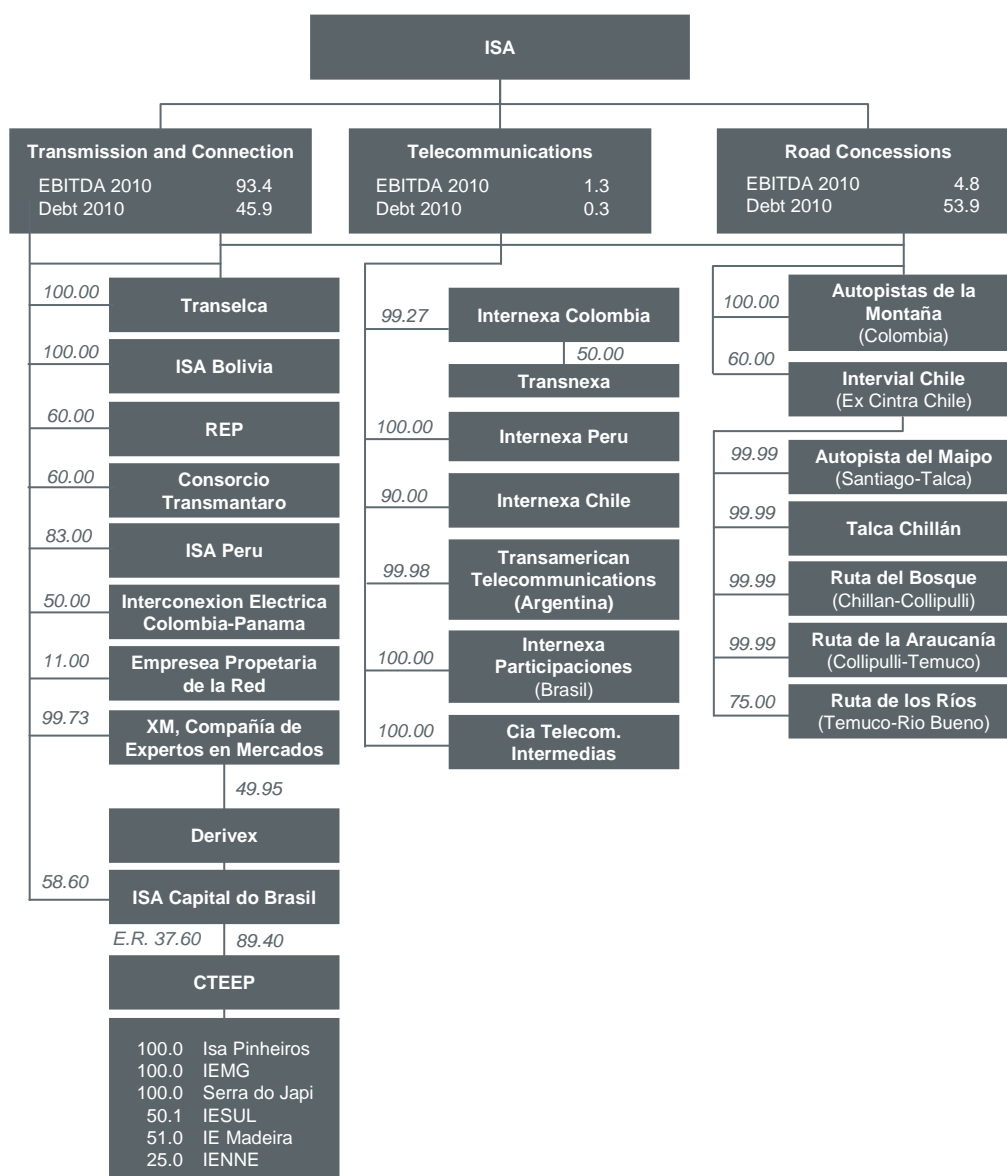 ISA
Transmission and Connection
EBITDA 2010 93.4
Debt 2010 45.9
Telecommunications
EBITDA 2010 1.3
Debt 2010 0.3
Road Concessions
EBITDA 2010 4.8
Debt 2010 53.9
100.00
Transelca
100.00
ISA Bolivia
60.00
REP
60.00
Consorcio
Transmantaro
83.00
ISA Peru
50.00
Interconexion Electrica
Colombia-Panama
11.00
Empresea Propetaria
de la Red
99.73
XM, Compañía de
Expertos en Mercados
49.95
Derivex
58.60
ISA Capital do Brasil
E.R. 37.60 89.40
CTEEP
100.0 Isa Pinheiros
100.0 IEMG
100.0 Serra do Japi
50.1 IESUL
51.0 IE Madeira
25.0 IENNE
99.27
Internexa Colombia
50.00
Transnexa
100.00
Internexa Peru
90.00
Internexa Chile
99.98
Transamerican
Telecommunications
(Argentina)
100.00
Internexa
Participaciones
(Brasil)
100.00
Cia Telecom.
Intermedias
100.00
Autopistas de la
Montaña
(Colombia)
60.00
Intervial Chile
(Ex Cintra Chile)
99.99
Autopista del Maipo
(Santiago-Talca)
99.99
Talca Chillán
99.99
Ruta del Bosque
(Chillan-Collipulli)
99.99
Ruta de la Araucanía
(Collipulli-Temuco)
75.00
Ruta de los Ríos
(Temuco-Rio Bueno)